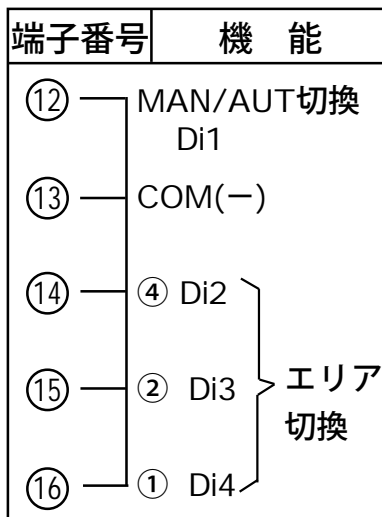 端子番号 機 能
⑫ MAN/AUT切換
Di1
⑬ COM(－)
⑭ ④ Di2
⑮ ② Di3 エリア
切換
⑯ ① Di4